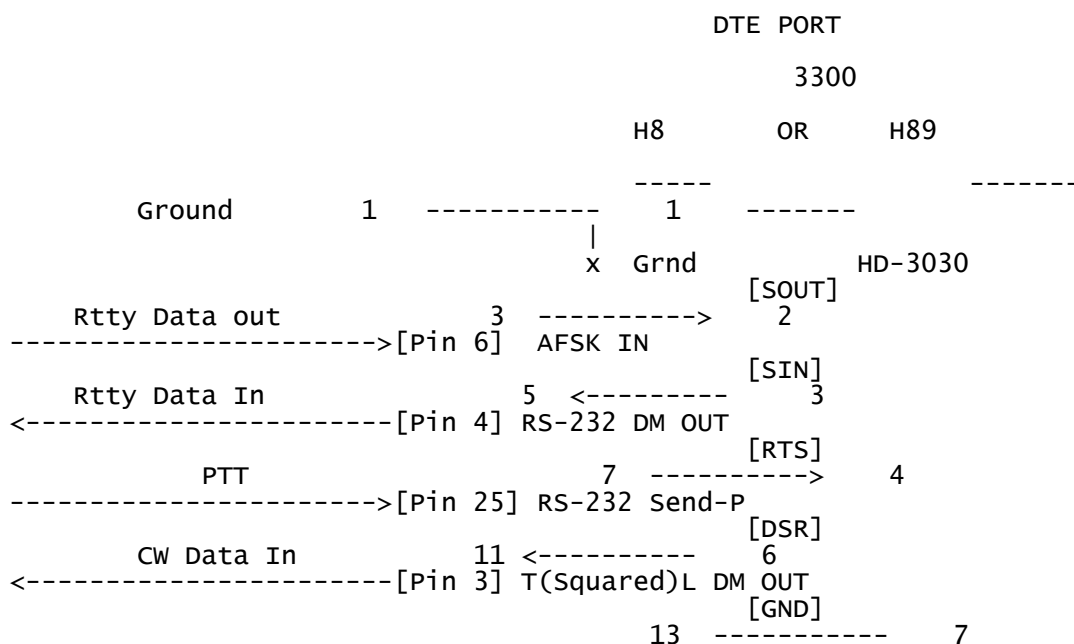 DTE PORT
3300
H8 OR H89
----- -------
Ground 1 ----------- 1 -------
|
x Grnd HD-3030
[SOUT]
Rtty Data out 3 ----------> 2
----------------------->[Pin 6] AFSK IN
[SIN]
Rtty Data In 5 <--------- 3
<-----------------------[Pin 4] RS-232 DM OUT
[RTS]
PTT 7 ----------> 4
----------------------->[Pin 25] RS-232 Send-P
[DSR]
CW Data In 11 <---------- 6
<-----------------------[Pin 3] T(Squared)L DM OUT
[GND]
13 ----------- 7